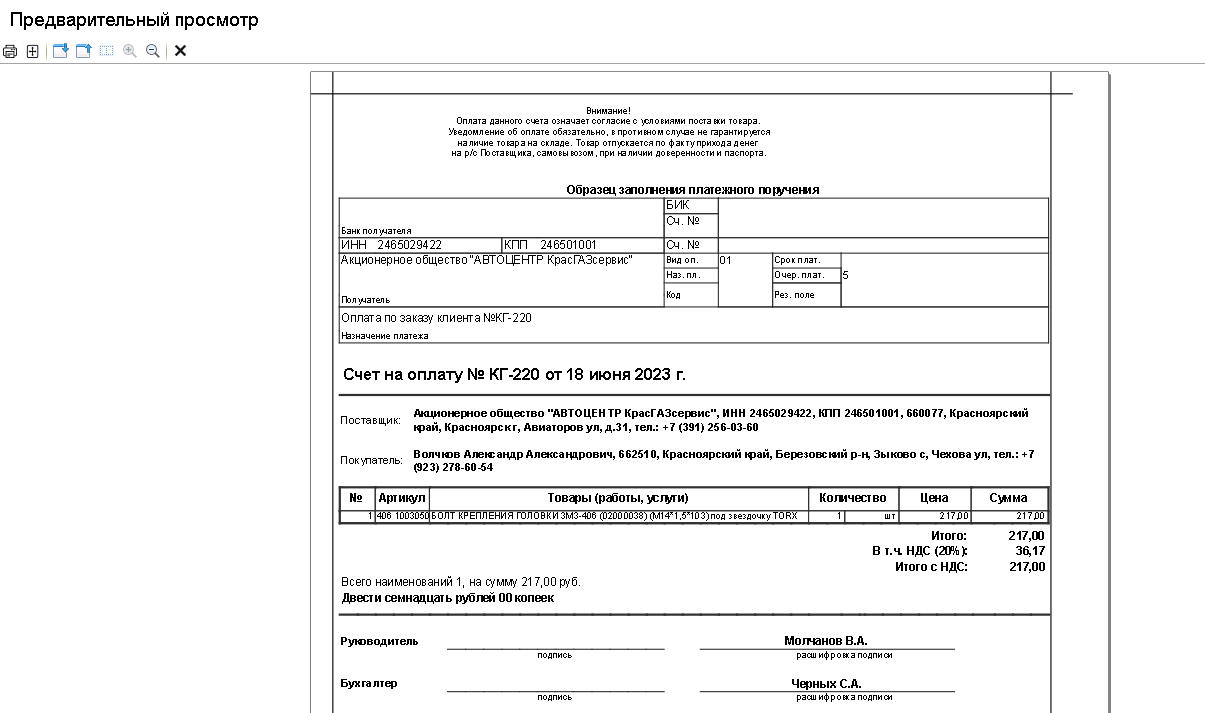 Предварительный просмотр
Внимание!
Оплата данного счета означает согласие с условиями поставки товара.
Уведомление об оплате обязательно, в противном случае не гарантируется
наличие товара на складе. Товар отпускается по факту прихода денег
на р/с Поставщика, самовывозом, при наличии доверенности и паспорта.
Образец заполнения платежного поручения
БИК
Сч. №
Банк получателя
ИНН 2465029422 КПП 246501001 Сч. №
Акционерное общество "АВТОЦЕНТР КрасГАЗсервис" Вид оп. 01 Срок плат.
Наз. пл. Очер. плат. 5
Получатель Код Рез. поле
Оплата по заказу клиента №КГ-220
Назначение платежа
Счет на оплату № КГ-220 от 18 июня 2023 г.
Поставщик: Акционерное общество "АВТОЦЕНТР КрасГАЗсервис", ИНН 2465029422, КПП 246501001, 660077, Красноярский
край, Красноярск г, Авиаторов ул, д.31, тел.: +7 (391) 256-03-60
Покупатель: Волчков Александр Александрович, 662510, Красноярский край, Березовский р-н, Зыково с, Чехова ул, тел.: +7
(923) 278-60-54
№ Артикул Товары (работы, услуги) Количество Цена Сумма
1 406 1003050 БОЛТ КРЕПЛЕНИЯ ГОЛОВКИ ЗМЗ-406 (02000038) (М14*1,5*103) под звездочку TORX 1 шт 217,00 217,00
Итого: 217,00
В т.ч. НДС (20%): 36,17
Итого с НДС: 217,00
Всего наименований 1, на сумму 217,00 руб.
Двести семнадцать рублей 00 копеек
Руководитель Молчанов В.А.
подпись расшифровка подписи
Бухгалтер Черных С.А.
подпись расшифровка подписи